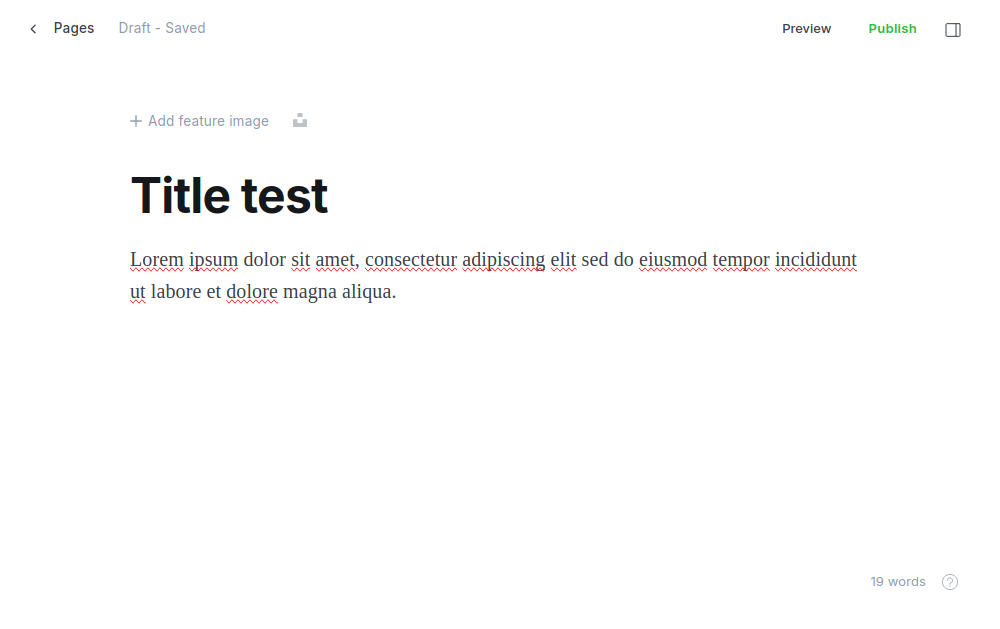 Pages Draft - Saved Preview Publish
Add feature image
Title test
Lorem ipsum dolor sit amet, consectetur adipiscing elit sed do eiusmod tempor incididunt
ut labore et dolore magna aliqua.
19 words ?